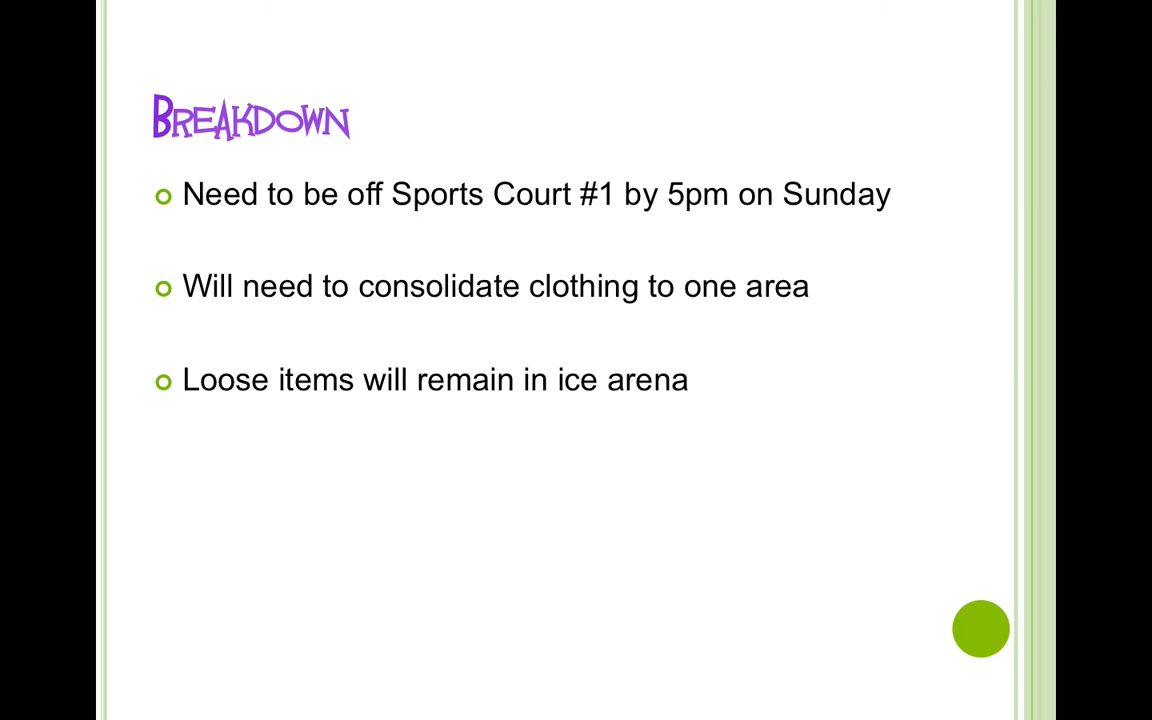 Breakdown
Need to be off Sports Court #1 by 5pm on Sunday
Will need to consolidate clothing to one area
Loose items will remain in ice arena